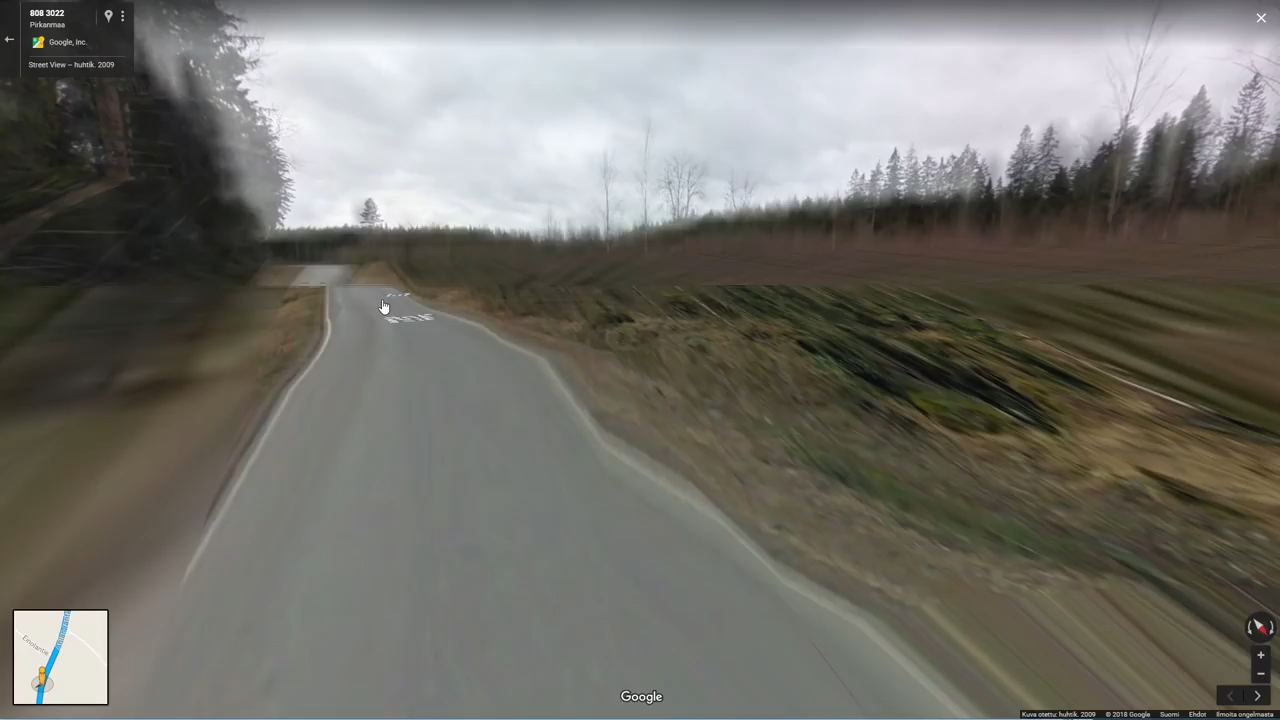 808 3022
Pirkanmaa
Google, Inc.
Street View – huhtik. 2009
Google
Kuva otettu: huhtik. 2009 © 2018 Google Suomi Ehdot Ilmoita ongelmasta